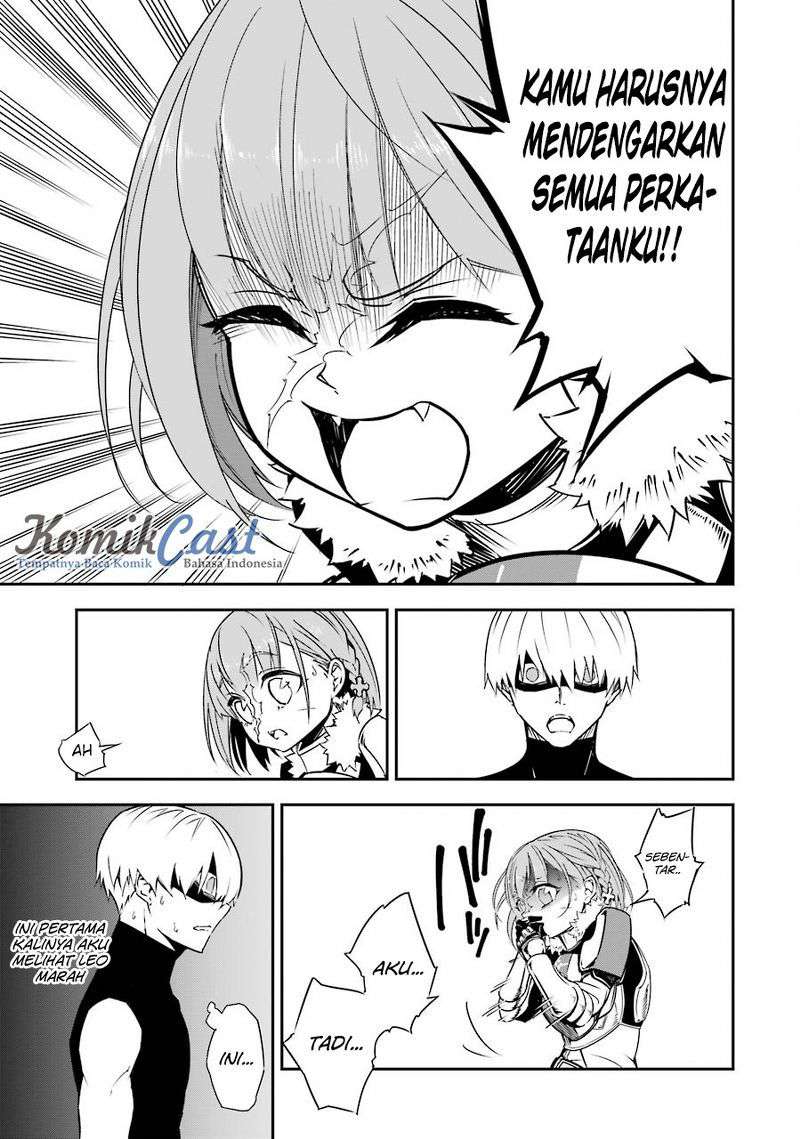 KAMU HARUSNYA
MENDENGARKAN
SEMUA PERKA-
TAANKU!!
KomikCast
Tempatnya Baca Komik Bahasa Indonesia
AH
SEBEN-
TAR..
AKU...
TADI...
INI...
INI PERTAMA
KALINYA AKU
MELIHAT LEO
MARAH